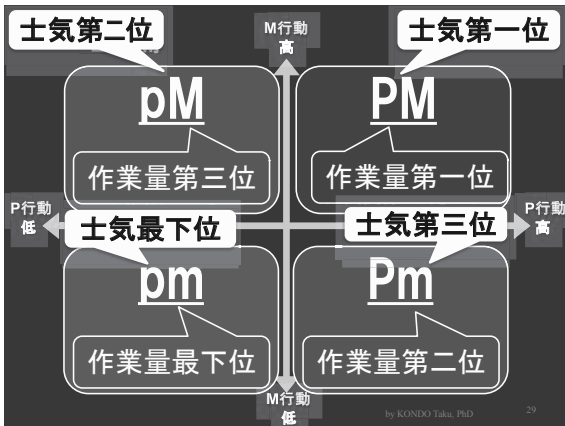 士気第二位
M行動
高
士気第一位
pM
PM
作業量第三位
作業量第一位
P行動
低
士気最下位
士気第三位
P行動
高
pm
Pm
作業量最下位
作業量第二位
M行動
低
by KONDO Taku, PhD
29